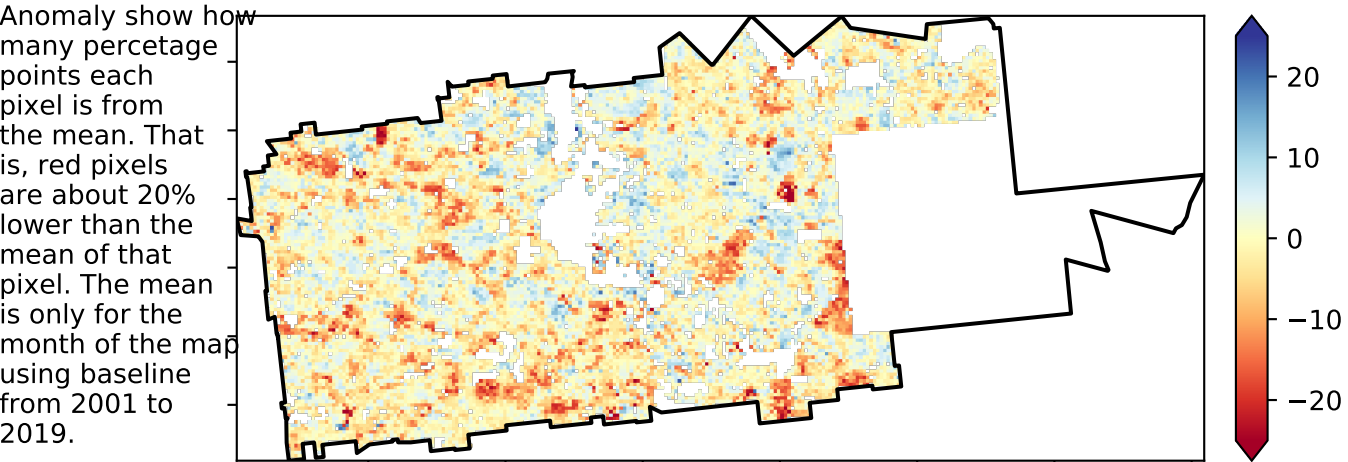 Anomaly show how
many percetage
points each
pixel is from
the mean. That
is, red pixels
are about 20%
lower than the
mean of that
pixel. The mean
is only for the
month of the map
using baseline
from 2001 to
2019.
20
10
0
−10
−20